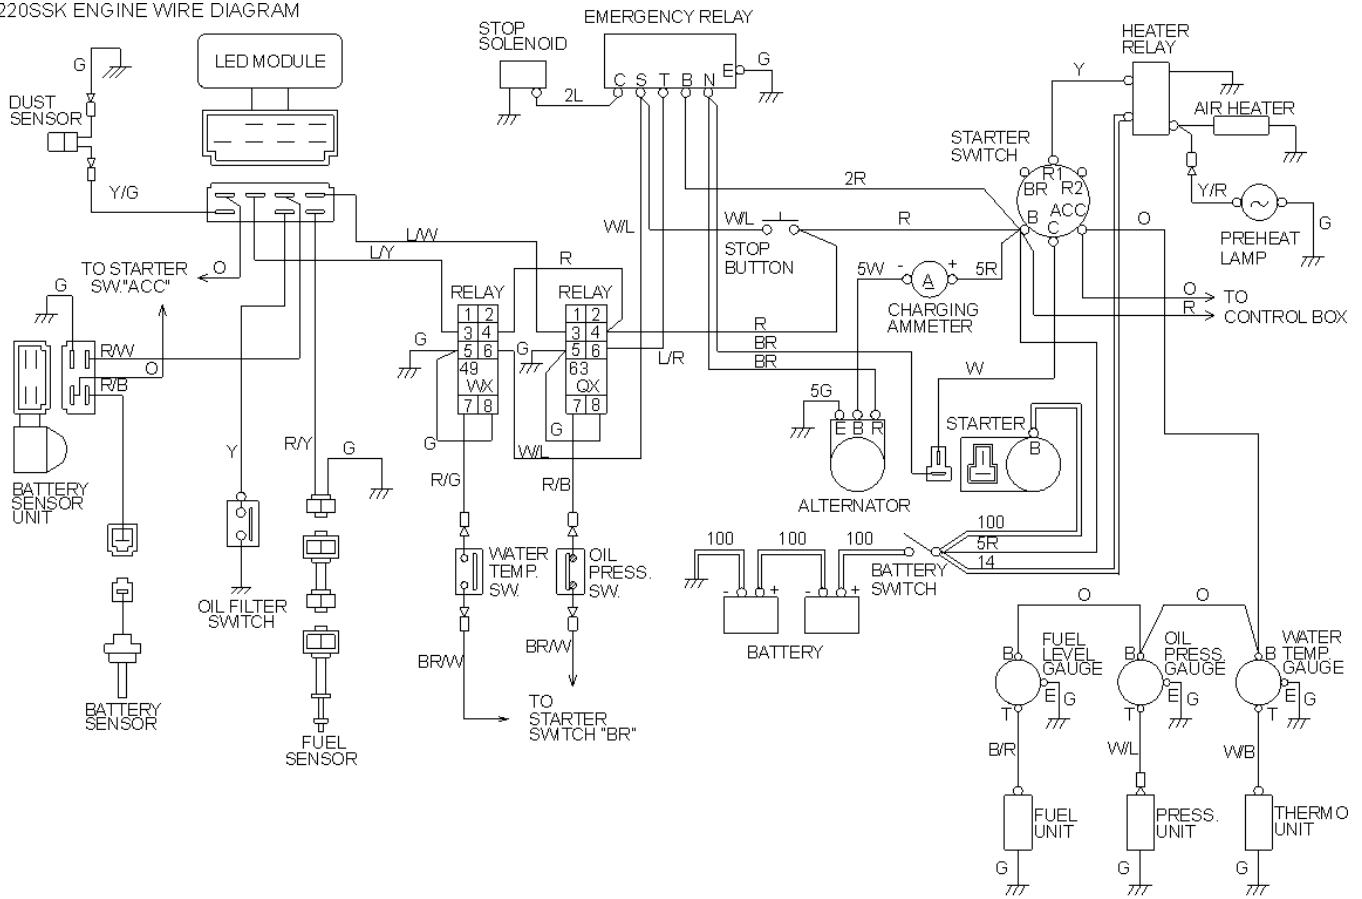 220SSK ENGINE WIRE DIAGRAM
LED MODULE
G
DUST
SENSOR
Y/G
STOP
SOLENOID
2L
EMERGENCY RELAY
C S T B N E
G
HEATER
RELAY
Y
AIR HEATER
STARTER
SWITCH
R1
BR R2
ACC
B
C
Y/R
G
PREHEAT
LAMP
2R
W/L
W/L
R
O
STOP
BUTTON
5W
-
A
+
5R
CHARGING
AMMETER
O
R
TO
CONTROL BOX
L/W
L/Y
R
TO STARTER
SW."ACC"
O
RELAY
1 2
3 4
5 6
49
WX
7 8
RELAY
1 2
3 4
5 6
63
QX
7 8
G
G
G
G
R
BR
BR
L/R
W/L
G
R/W
O
R/B
BATTERY
SENSOR
UNIT
Y
R/Y
G
R/G
R/B
5G
E B R
ALTERNATOR
W
STARTER
B
OIL FILTER
SWITCH
WATER
TEMP.
SW.
OIL
PRESS.
SW.
BR/W
BR/W
TO
STARTER
SWITCH "BR"
BATTERY
SENSOR
FUEL
SENSOR
100
100
100
- +
- +
BATTERY
BATTERY
SWITCH
100
5R
14
O
O
B
FUEL
LEVEL
GAUGE
E
G
T
B/R
FUEL
UNIT
G
B
OIL
PRESS.
GAUGE
E
G
T
W/L
PRESS.
UNIT
G
B
WATER
TEMP.
GAUGE
E
G
T
W/B
THERMO
UNIT
G